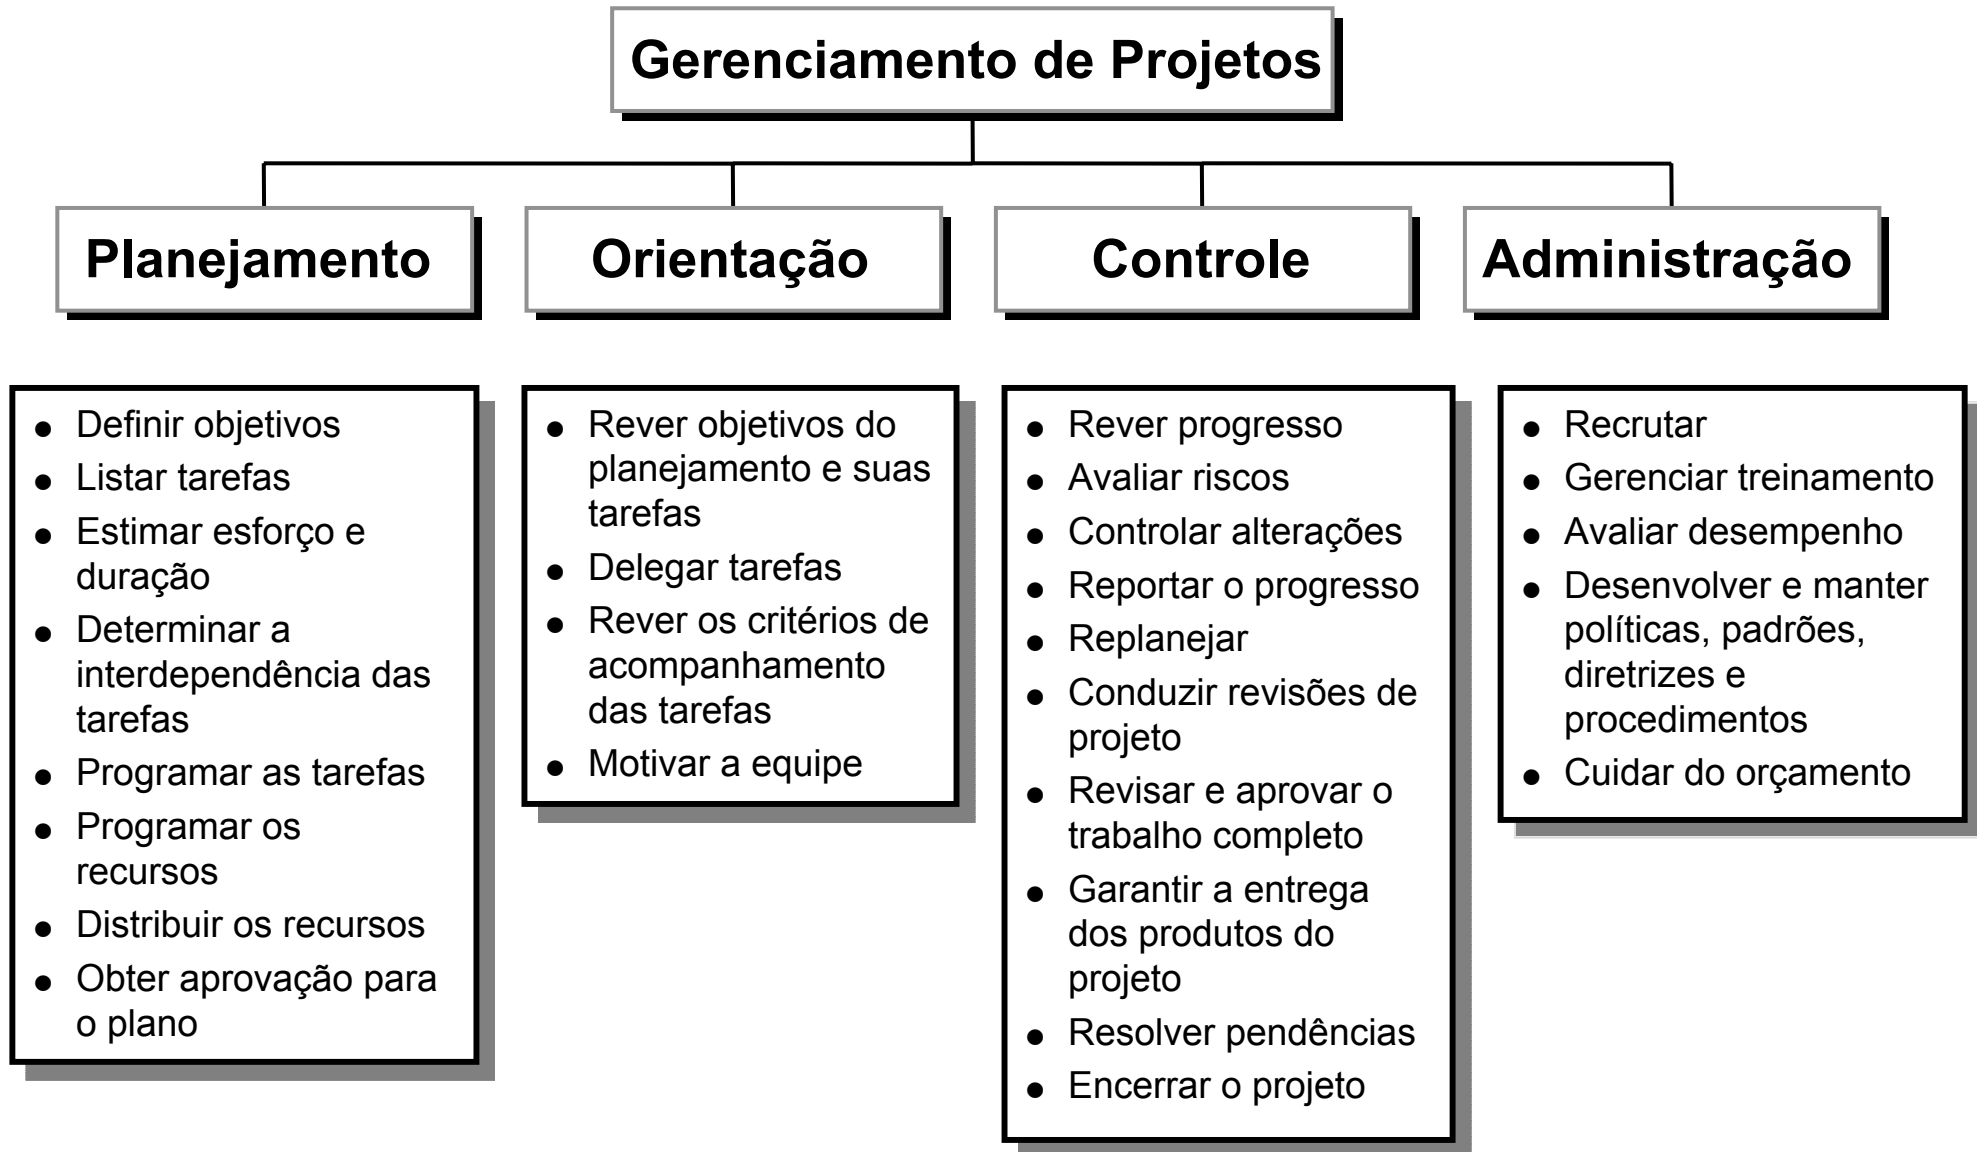 Gerenciamento de Projetos
Planejamento
Orientação
Controle
Administração
● Definir objetivos
● Listar tarefas
● Estimar esforço e
duração
● Determinar a
interdependência das
tarefas
● Programar as tarefas
● Programar os
recursos
● Distribuir os recursos
● Obter aprovação para
o plano
● Rever objetivos do
planejamento e suas
tarefas
● Delegar tarefas
● Rever os critérios de
acompanhamento
das tarefas
● Motivar a equipe
● Rever progresso
● Avaliar riscos
● Controlar alterações
● Reportar o progresso
● Replanejar
● Conduzir revisões de
projeto
● Revisar e aprovar o
trabalho completo
● Garantir a entrega
dos produtos do
projeto
● Resolver pendências
● Encerrar o projeto
● Recrutar
● Gerenciar treinamento
● Avaliar desempenho
● Desenvolver e manter
políticas, padrões,
diretrizes e
procedimentos
● Cuidar do orçamento